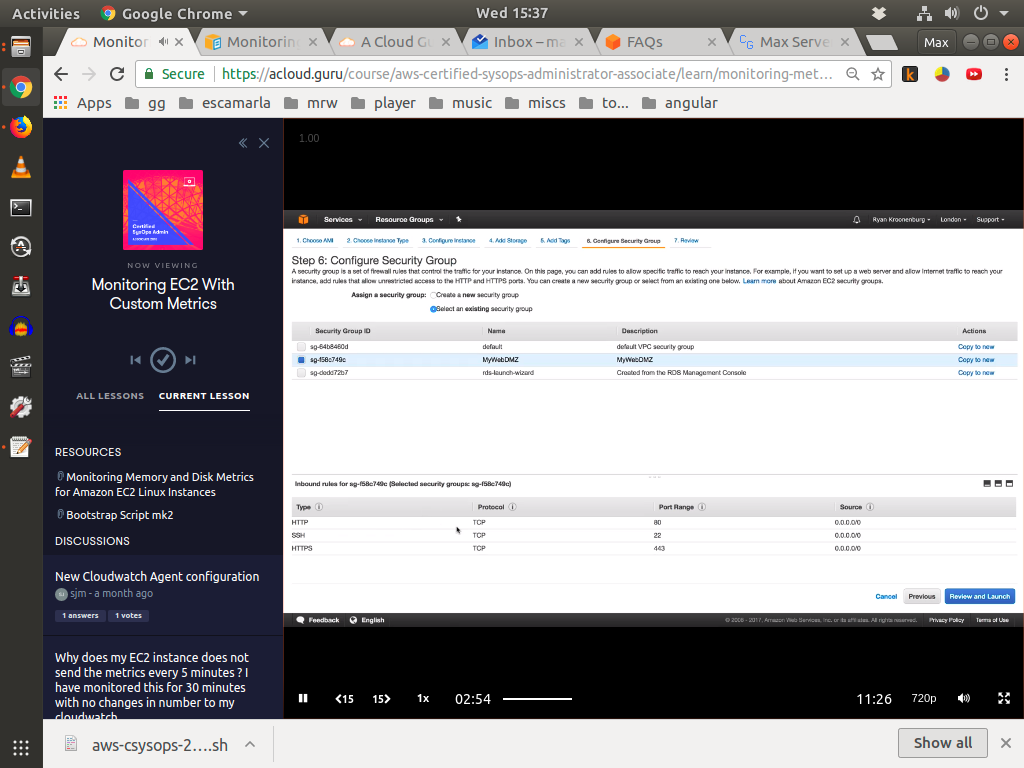 Activities
Google Chrome
Wed 15:37
Monitor
Monitorin
A Cloud Gu
Inbox – ma
FAQs
Max Serve
Max
Secure
https://acloud.guru/course/aws-certified-sysops-administrator-associate/learn/monitoring-met...
Apps
gg
escamarla
mrw
player
music
miscs
to...
angular
Certified
SysOps Admin
NOW VIEWING
Monitoring EC2 With
Custom Metrics
ALL LESSONS
CURRENT LESSON
RESOURCES
Monitoring Memory and Disk Metrics
for Amazon EC2 Linux Instances
Bootstrap Script mk2
DISCUSSIONS
New Cloudwatch Agent configuration
sjm - a month ago
1 answers
1 votes
Why does my EC2 instance does not
send the metrics every 5 minutes ? I
have monitored this for 30 minutes
with no changes in number to my
cloudwatch
1.00
Services
Resource Groups
Ryan Kroonenburg
London
Support
1. Choose AMI
2. Choose Instance Type
3. Configure Instance
4. Add Storage
5. Add Tags
6. Configure Security Group
7. Review
Step 6: Configure Security Group
A security group is a set of firewall rules that control the traffic for your instance. On this page, you can add rules to allow specific traffic to reach your instance. For example, if you want to set up a web server and allow Internet traffic to reach your
instance, add rules that allow unrestricted access to the HTTP and HTTPS ports. You can create a new security group or select from an existing one below. Learn more about Amazon EC2 security groups.
Assign a security group: Create a new security group
Select an existing security group
Security Group ID
Name
Description
Actions
sg-64b8460d
default
default VPC security group
Copy to new
sg-f58c749c
MyWebDMZ
MyWebDMZ
Copy to new
sg-dedd72b7
rds-launch-wizard
Created from the RDS Management Console
Copy to new
Inbound rules for sg-f58c749c (Selected security groups: sg-f58c749c)
Type
Protocol
Port Range
Source
HTTP
TCP
80
0.0.0.0/0
SSH
TCP
22
0.0.0.0/0
HTTPS
TCP
443
0.0.0.0/0
Cancel
Previous
Review and Launch
Feedback
English
© 2008 - 2017, Amazon Web Services, Inc. or its affiliates. All rights reserved.
Privacy Policy
Terms of Use
15
15
1x
02:54
11:26
720p
aws-csysops-2....sh
Show all